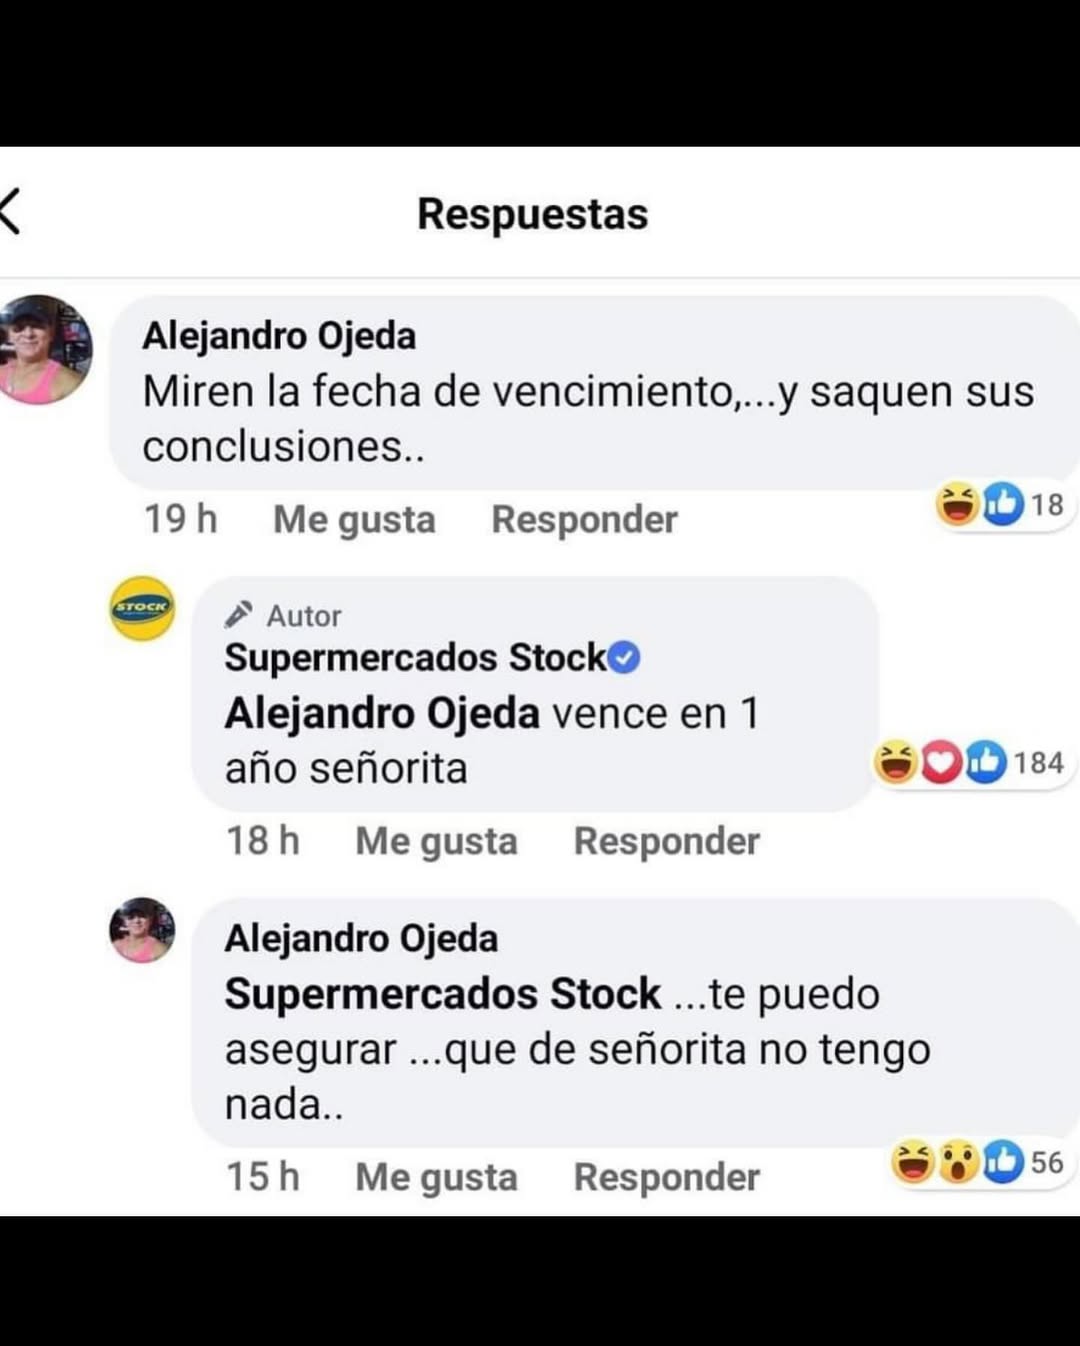 Respuestas
Alejandro Ojeda
Miren la fecha de vencimiento,...y saquen sus
conclusiones..
19 h Me gusta Responder
18
STOCK
Autor
Supermercados Stock
Alejandro Ojeda vence en 1
año señorita
184
18 h Me gusta Responder
Alejandro Ojeda
Supermercados Stock ...te puedo
asegurar ...que de señorita no tengo
nada..
56
15 h Me gusta Responder